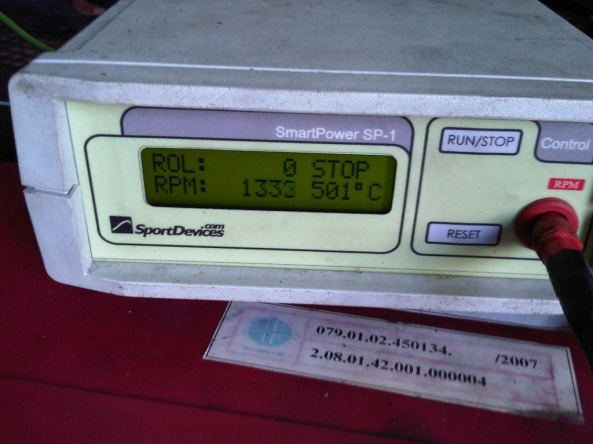 SmartPower SP-1
ROL: 0 STOP
RPM: 1333 501°C
SportDevices.com
RUN/STOP
Control
RPM
RESET
079.01.02.450134. /2007
2.08.01.42.001.000004